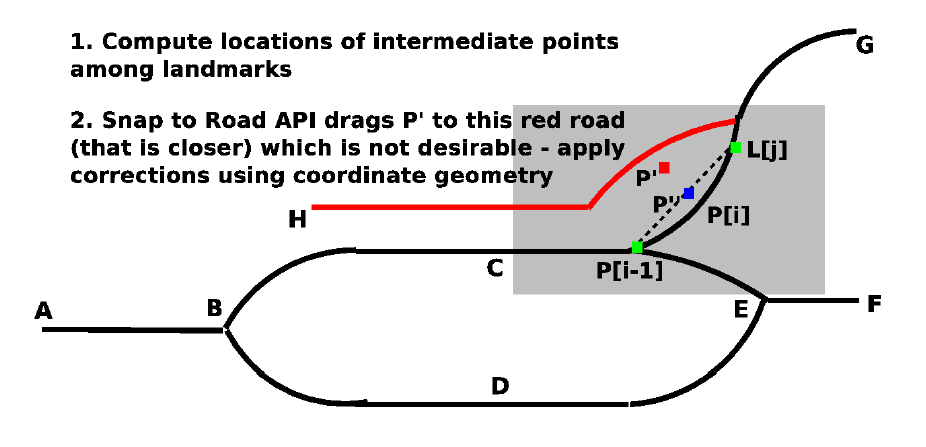 1. Compute locations of intermediate points
among landmarks
2. Snap to Road API drags P' to this red road
(that is closer) which is not desirable - apply
corrections using coordinate geometry
G
L[j]
P'
P''
P[i]
H
C
P[i-1]
A
B
E
F
D